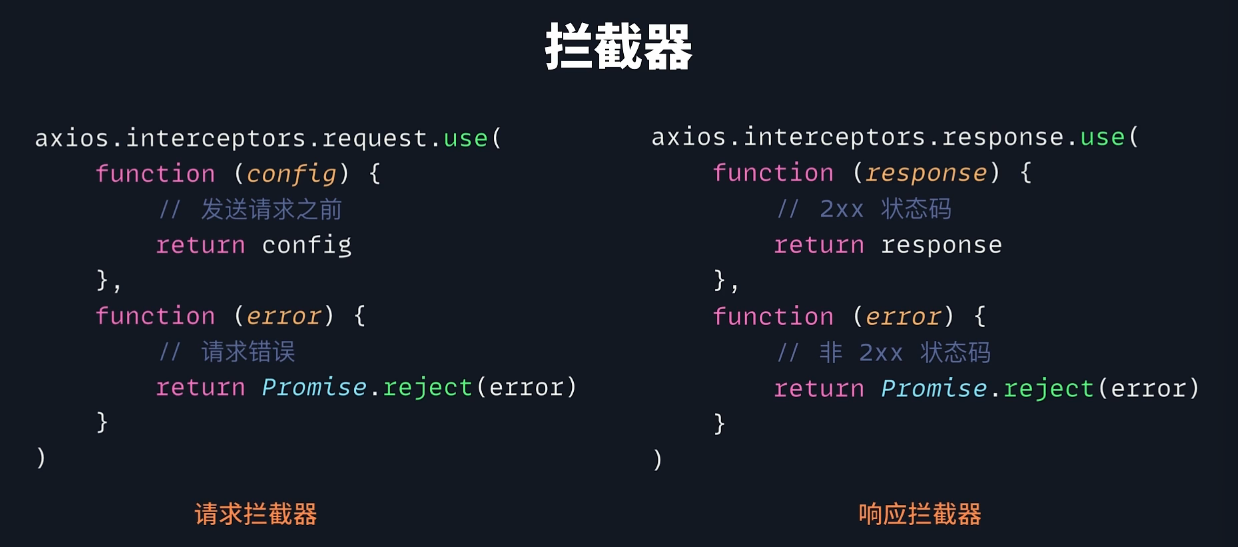 拦截器
axios.interceptors.request.use(
    function (config) {
        // 发送请求之前
        return config
    },
    function (error) {
        // 请求错误
        return Promise.reject(error)
    }
)
请求拦截器
axios.interceptors.response.use(
    function (response) {
        // 2xx 状态码
        return response
    },
    function (error) {
        // 非 2xx 状态码
        return Promise.reject(error)
    }
)
响应拦截器